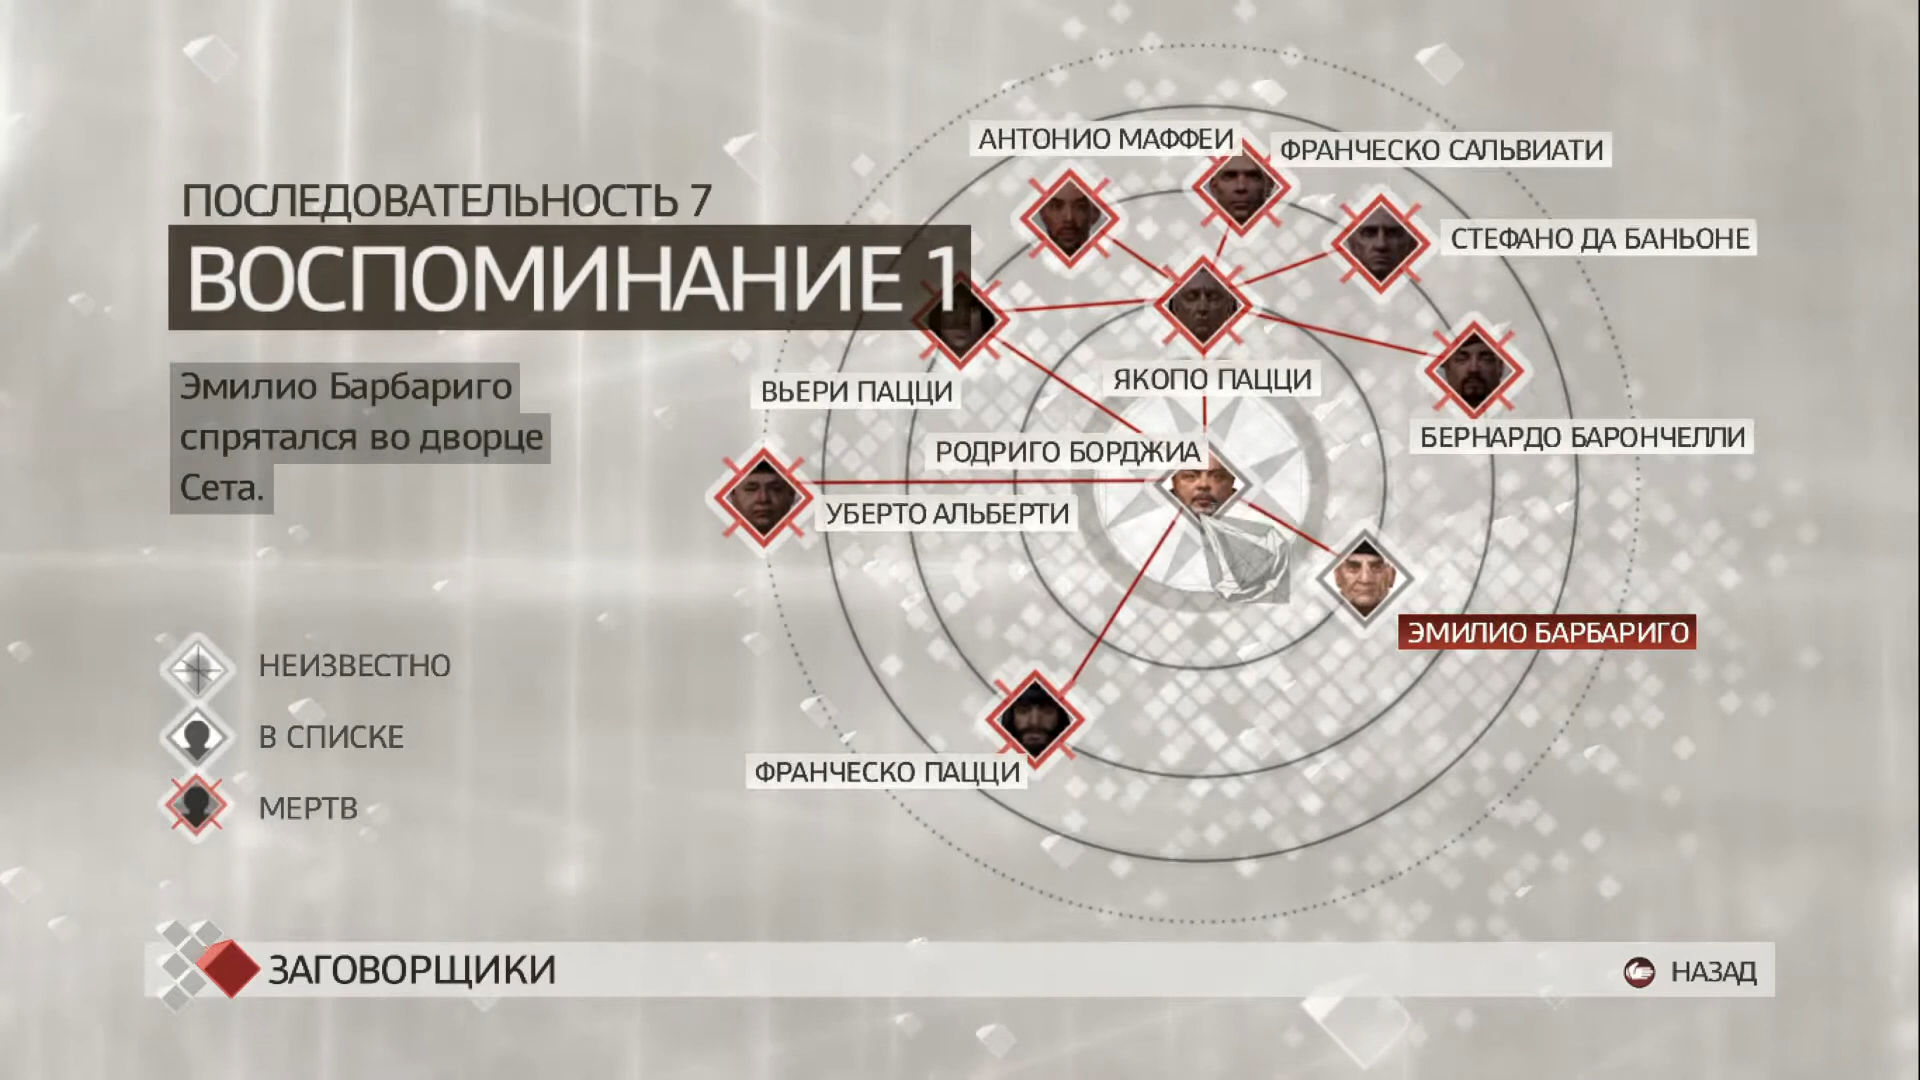 ПОСЛЕДОВАТЕЛЬНОСТЬ 7
ВОСПОМИНАНИЕ 1
Эмилио Барбариго
спрятался во дворце
Сета.
АНТОНИО МАФФЕИ
ФРАНЧЕСКО САЛЬВИАТИ
СТЕФАНО ДА БАНЬОНЕ
ВЬЕРИ ПАЦЦИ
ЯКОПО ПАЦЦИ
БЕРНАРДО БАРОНЧЕЛЛИ
РОДРИГО БОРДЖИА
УБЕРТО АЛЬБЕРТИ
ЭМИЛИО БАРБАРИГО
ФРАНЧЕСКО ПАЦЦИ
НЕИЗВЕСТНО
В СПИСКЕ
МЕРТВ
ЗАГОВОРЩИКИ
НАЗАД